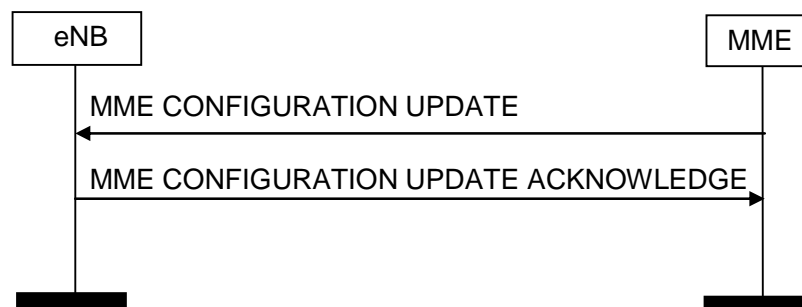 eNB
MME
MME CONFIGURATION UPDATE
MME CONFIGURATION UPDATE ACKNOWLEDGE